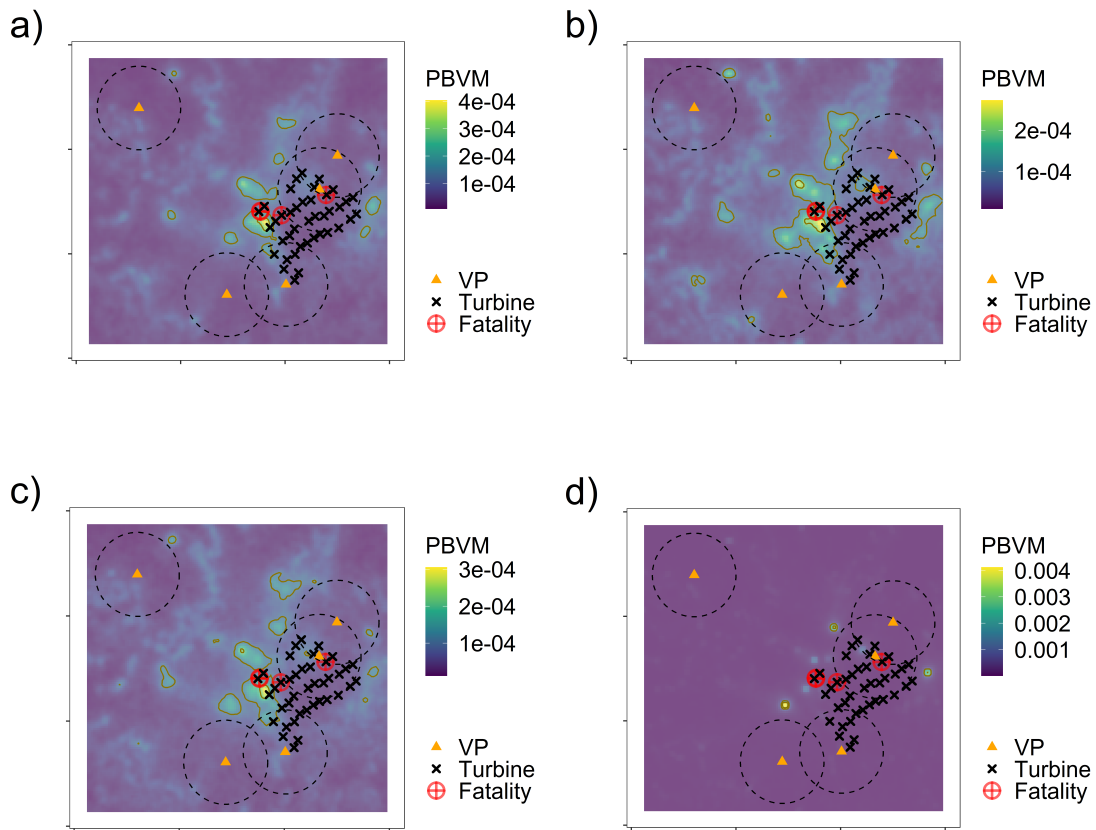 a)
PBVM
4e-04
3e-04
2e-04
1e-04
VP
Turbine
Fatality
b)
PBVM
2e-04
1e-04
VP
Turbine
Fatality
c)
PBVM
3e-04
2e-04
1e-04
VP
Turbine
Fatality
d)
PBVM
0.004
0.003
0.002
0.001
VP
Turbine
Fatality